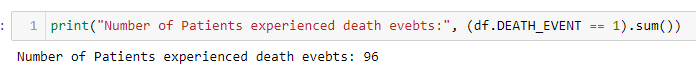 : 1 print("Number of Patients experienced death evebts:", (df.DEATH_EVENT == 1).sum())
Number of Patients experienced death evebts: 96